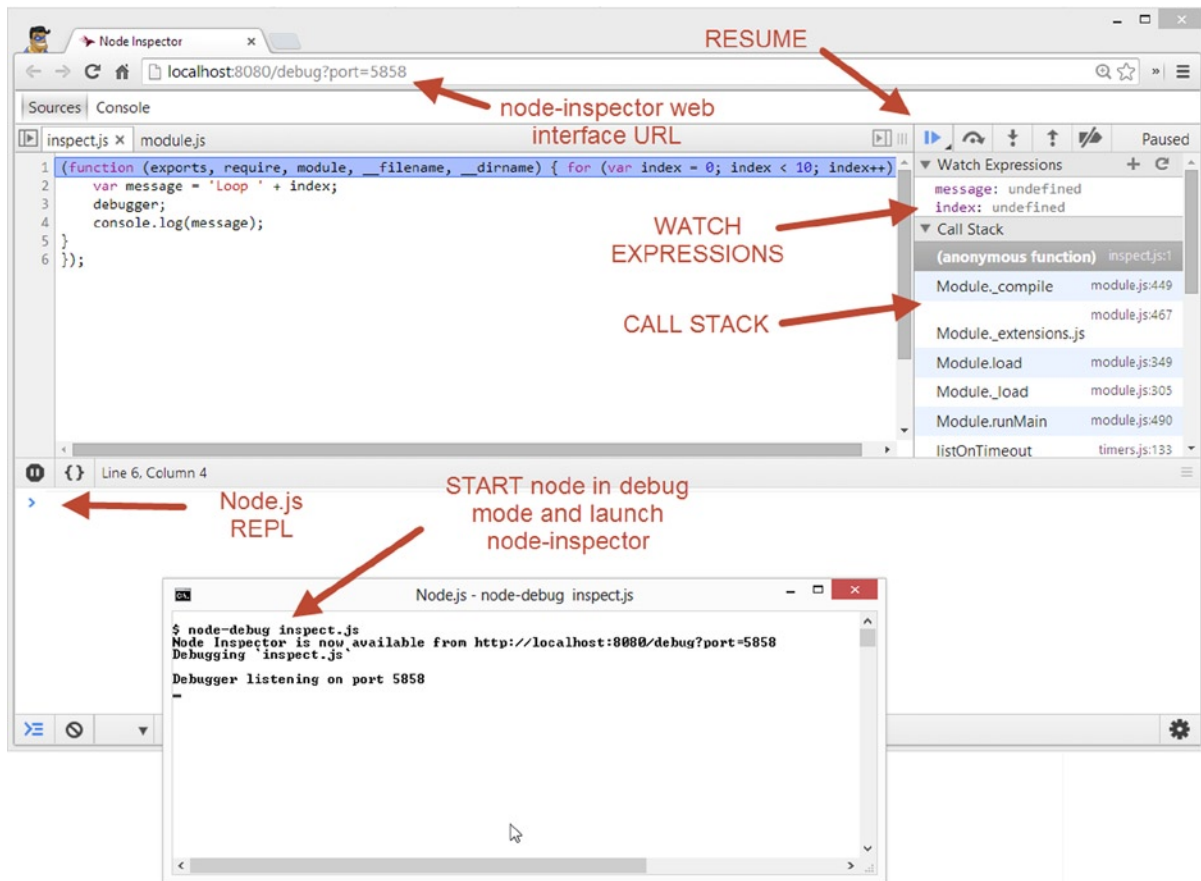 Node Inspector
RESUME
localhost:8080/debug?port=5858
Sources Console
node-inspector web
interface URL
inspect.js × module.js
Paused
1 (function (exports, require, module, __filename, __dirname) { for (var index = 0; index < 10; index++)
2 var message = 'Loop ' + index;
3 debugger;
4 console.log(message);
5 }
6 });
Watch Expressions
message: undefined
index: undefined
WATCH
EXPRESSIONS
Call Stack
(anonymous function) inspect.js:1
Module._compile module.js:449
module.js:467
Module._extensions..js
Module.load module.js:349
Module._load module.js:305
Module.runMain module.js:490
listOnTimeout timers.js:133
CALL STACK
{} Line 6, Column 4
Node.js
REPL
START node in debug
mode and launch
node-inspector
Node.js - node-debug inspect.js
$ node-debug inspect.js
Node Inspector is now available from http://localhost:8080/debug?port=5858
Debugging `inspect.js`
Debugger listening on port 5858